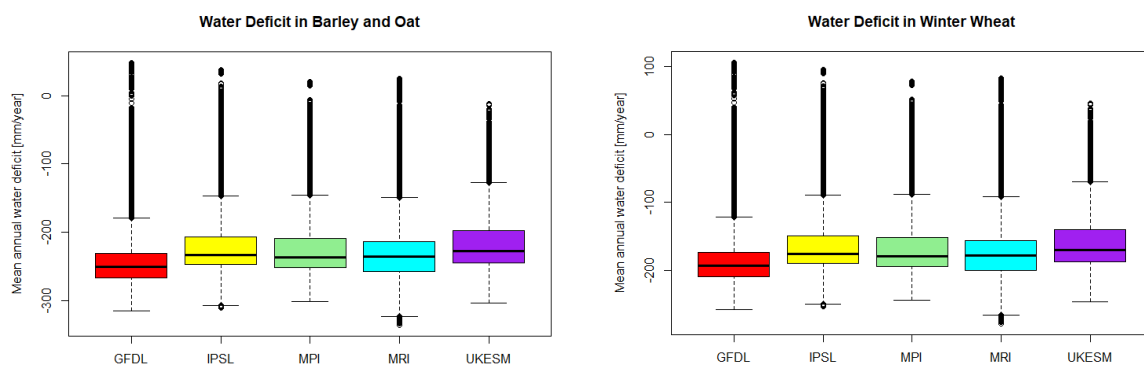 Water Deficit in Barley and Oat
Mean annual water deficit [mm/year]
0
-100
-200
-300
GFDL IPSL MPI MRI UKESM
Water Deficit in Winter Wheat
Mean annual water deficit [mm/year]
100
0
-100
-200
GFDL IPSL MPI MRI UKESM